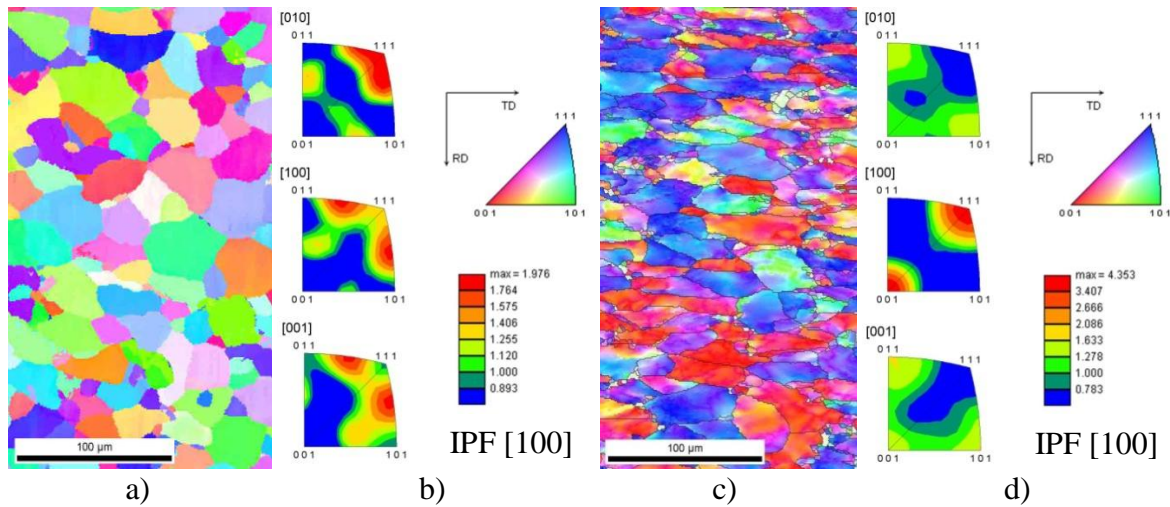 100 µm
a)
[010]
0 1 1
1 1 1
0 0 1
1 0 1
[100]
0 1 1
1 1 1
0 0 1
1 0 1
[001]
0 1 1
1 1 1
0 0 1
1 0 1
TD
RD
1 1 1
0 0 1
1 0 1
max = 1.976
1.764
1.575
1.406
1.255
1.120
1.000
0.893
IPF [100]
b)
100 µm
c)
[010]
0 1 1
1 1 1
0 0 1
1 0 1
[100]
0 1 1
1 1 1
0 0 1
1 0 1
[001]
0 1 1
1 1 1
0 0 1
1 0 1
TD
RD
1 1 1
0 0 1
1 0 1
max = 4.353
3.407
2.666
2.086
1.633
1.278
1.000
0.783
IPF [100]
d)